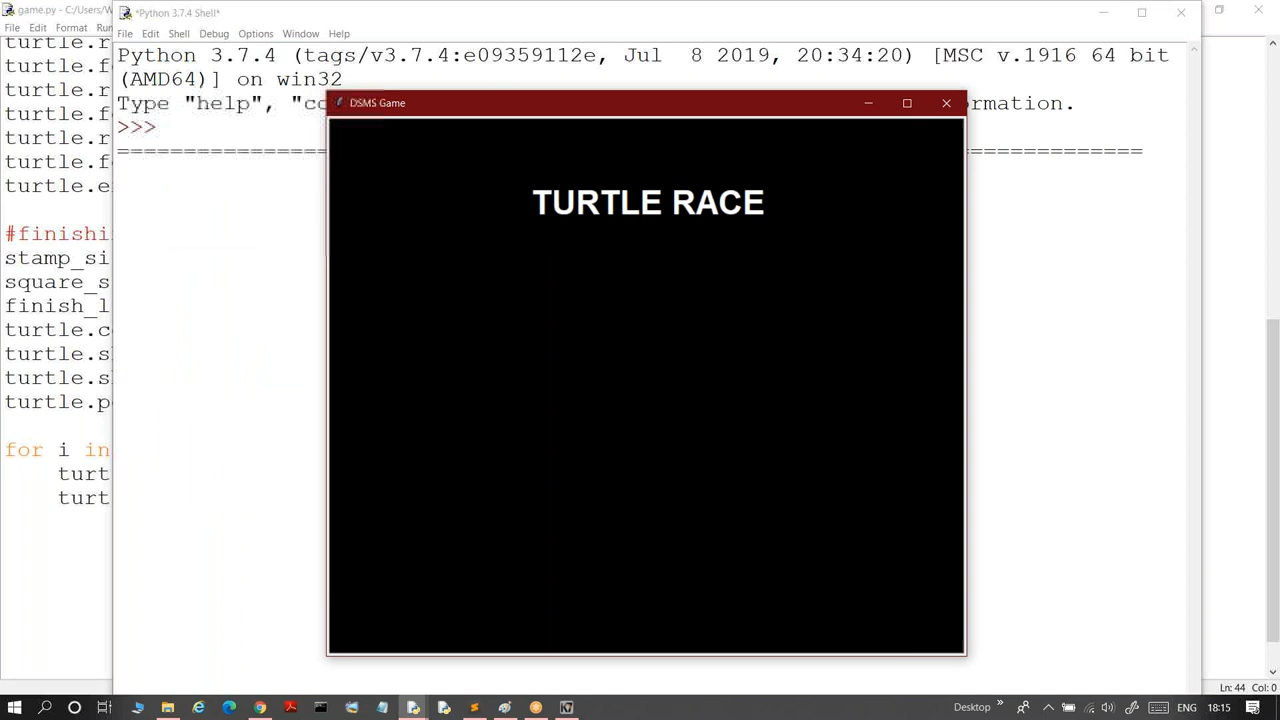 game.py - C:/Users/W
File Edit Format Run
turtle.r
turtle.f
turtle.r
turtle.f
turtle.r
turtle.f
turtle.e
#finishi
stamp_si
square_s
finish_l
turtle.c
turtle.s
turtle.s
turtle.p
for i in
turt
turt
*Python 3.7.4 Shell*
File Edit Shell Debug Options Window Help
Python 3.7.4 (tags/v3.7.4:e09359112e, Jul 8 2019, 20:34:20) [MSC v.1916 64 bit
(AMD64)] on win32
Type "help", "co ormation.
>>>
DSMS Game
TURTLE RACE
Ln: 44 Col: 0
Desktop ENG 18:15